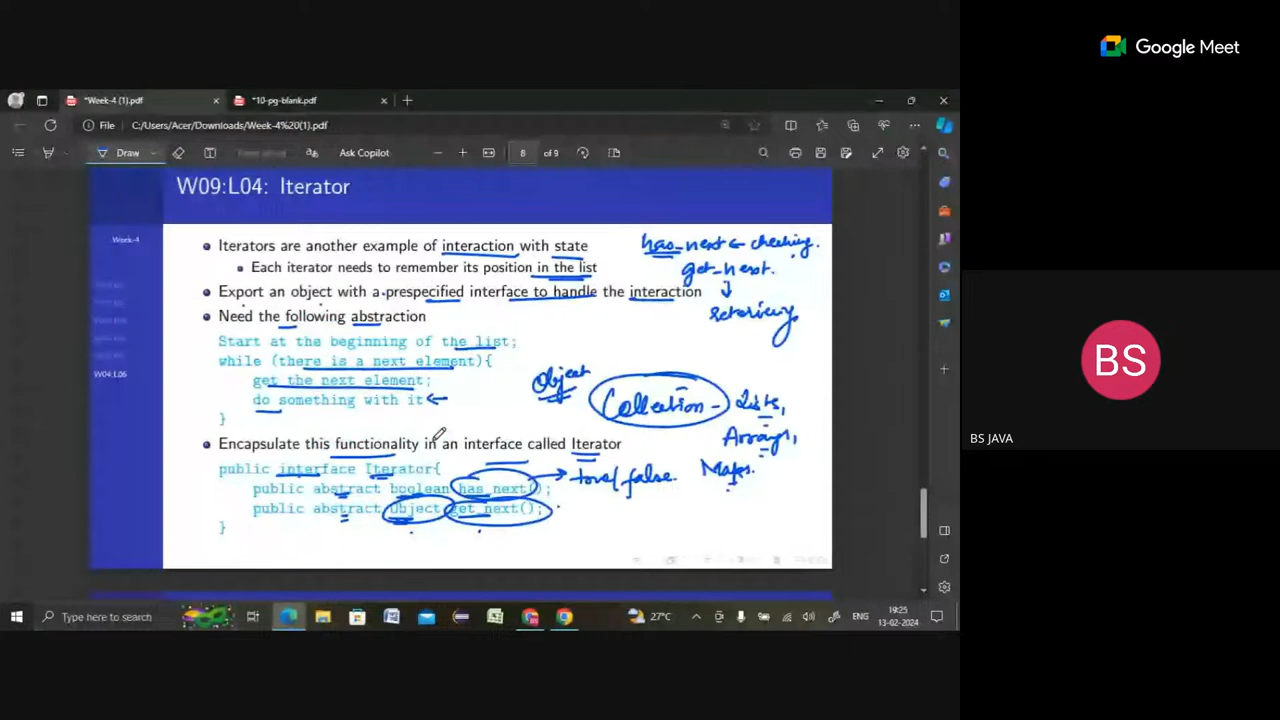 Google Meet
*Week-4 (1).pdf
*10-pg-blank.pdf
File
C:/Users/Acer/Downloads/Week-4%20(1).pdf
Draw
Ask Copilot
8
of 9
W09:L04: Iterator
Week-4
W04:L06
Iterators are another example of interaction with state
Each iterator needs to remember its position in the list
Export an object with a prespecified interface to handle the interaction
Need the following abstraction
Start at the beginning of the list;
while (there is a next element){
get the next element;
do something with it
}
Encapsulate this functionality in an interface called Iterator
public interface Iterator{
public abstract boolean has_next();
public abstract Object get_next();
}
has_next ← checking.
get_next.
↓
Object
Collection - Lists,
Arrays,
Maps.
→ true/false.
BS
BS JAVA
Type here to search
27°C
ENG
19:25
13-02-2024